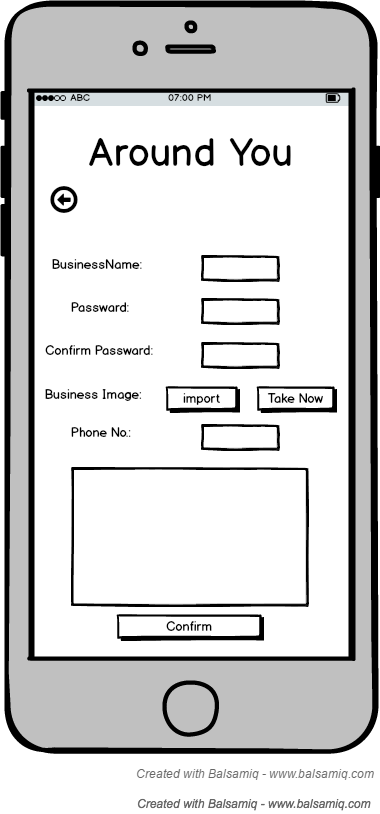 ABC 07:00 PM
Around You
BusinessName:
Passward:
Confirm Passward:
Business Image: import Take Now
Phone No.:
Confirm
Created with Balsamiq - www.balsamiq.com
Created with Balsamiq - www.balsamiq.com